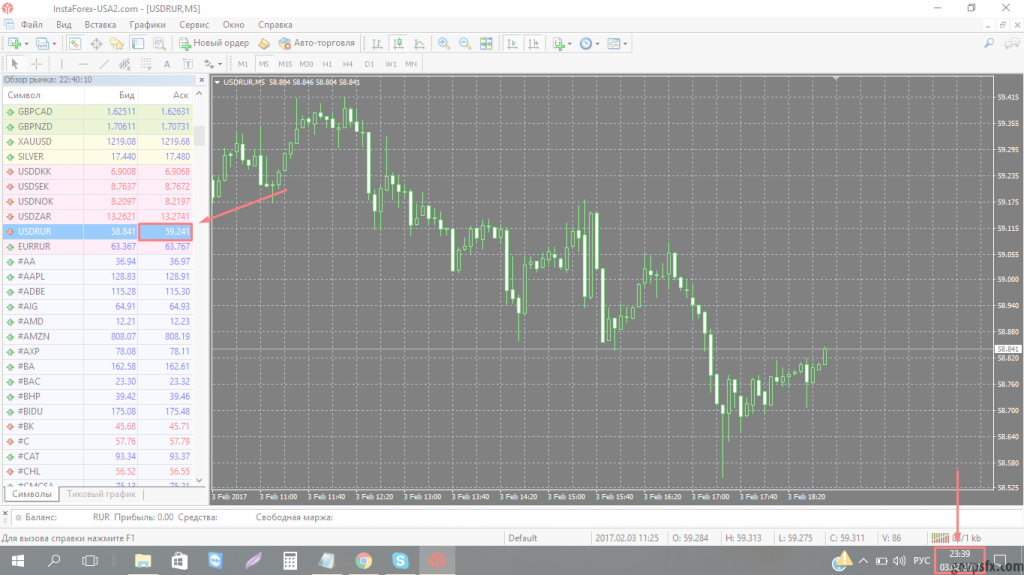 InstaForex-USA2.com - [USDRUR,M5]
Файл Вид Вставка Графики Сервис Окно Справка
Новый ордер Авто-торговля
A T M1 M5 M15 M30 H1 H4 D1 W1 MN
Обзор рынка: 22:40:10
Символ Бид Аск
GBPCAD 1.62511 1.62631
GBPNZD 1.70611 1.70731
XAUUSD 1219.08 1219.68
SILVER 17.440 17.480
USDDKK 6.9008 6.9068
USDSEK 8.7637 8.7672
USDNOK 8.2097 8.2197
USDZAR 13.2621 13.2741
USDRUR 58.841 59.241
EURRUR 63.367 63.767
#AA 36.94 36.97
#AAPL 128.83 128.91
#ADBE 115.28 115.30
#AIG 64.91 64.93
#AMD 12.21 12.23
#AMZN 808.07 808.19
#AXP 78.08 78.11
#BA 162.58 162.61
#BAC 23.30 23.32
#BHP 39.42 39.46
#BIDU 175.08 175.48
#BK 45.68 45.71
#C 57.76 57.79
#CAT 93.34 93.37
#CHL 56.52 56.55
#CMCSA 75.13 75.21
Символы Тиковый график
USDRUR,M5 58.804 58.846 58.804 58.841
59.415
59.355
59.295
59.235
59.175
59.115
59.055
59.000
58.940
58.880
58.841
58.820
58.760
58.700
58.640
58.580
58.525
3 Feb 2017 3 Feb 11:00 3 Feb 11:40 3 Feb 12:20 3 Feb 13:00 3 Feb 13:40 3 Feb 14:20 3 Feb 15:00 3 Feb 15:40 3 Feb 16:20 3 Feb 17:00 3 Feb 17:40 3 Feb 18:20
Баланс: RUR Прибыль: 0.00 Средства: Свободная маржа:
Для вызова справки нажмите F1 Default 2017.02.03 11:25 O: 59.284 H: 59.313 L: 59.275 C: 59.311 V: 86
РУС 23:39